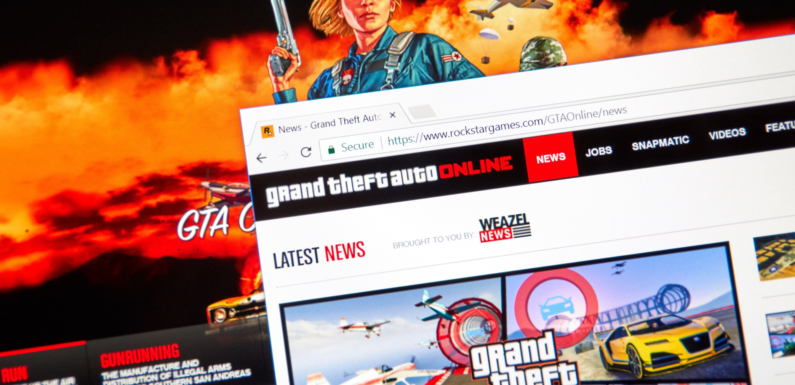 News - Grand Theft Auto
Secure https://www.rockstargames.com/GTAOnline/news
grand theft auto ONLINE NEWS JOBS SNAPMATIC VIDEOS FEATU
GTA O
LATEST NEWS BROUGHT TO YOU BY WEAZEL NEWS
grand
theft
RUN
GUNRUNNING
THE MANUFACTURE AND
DISTRIBUTION OF ILLEGAL ARMS
SOUTHERN SAN ANDREAS